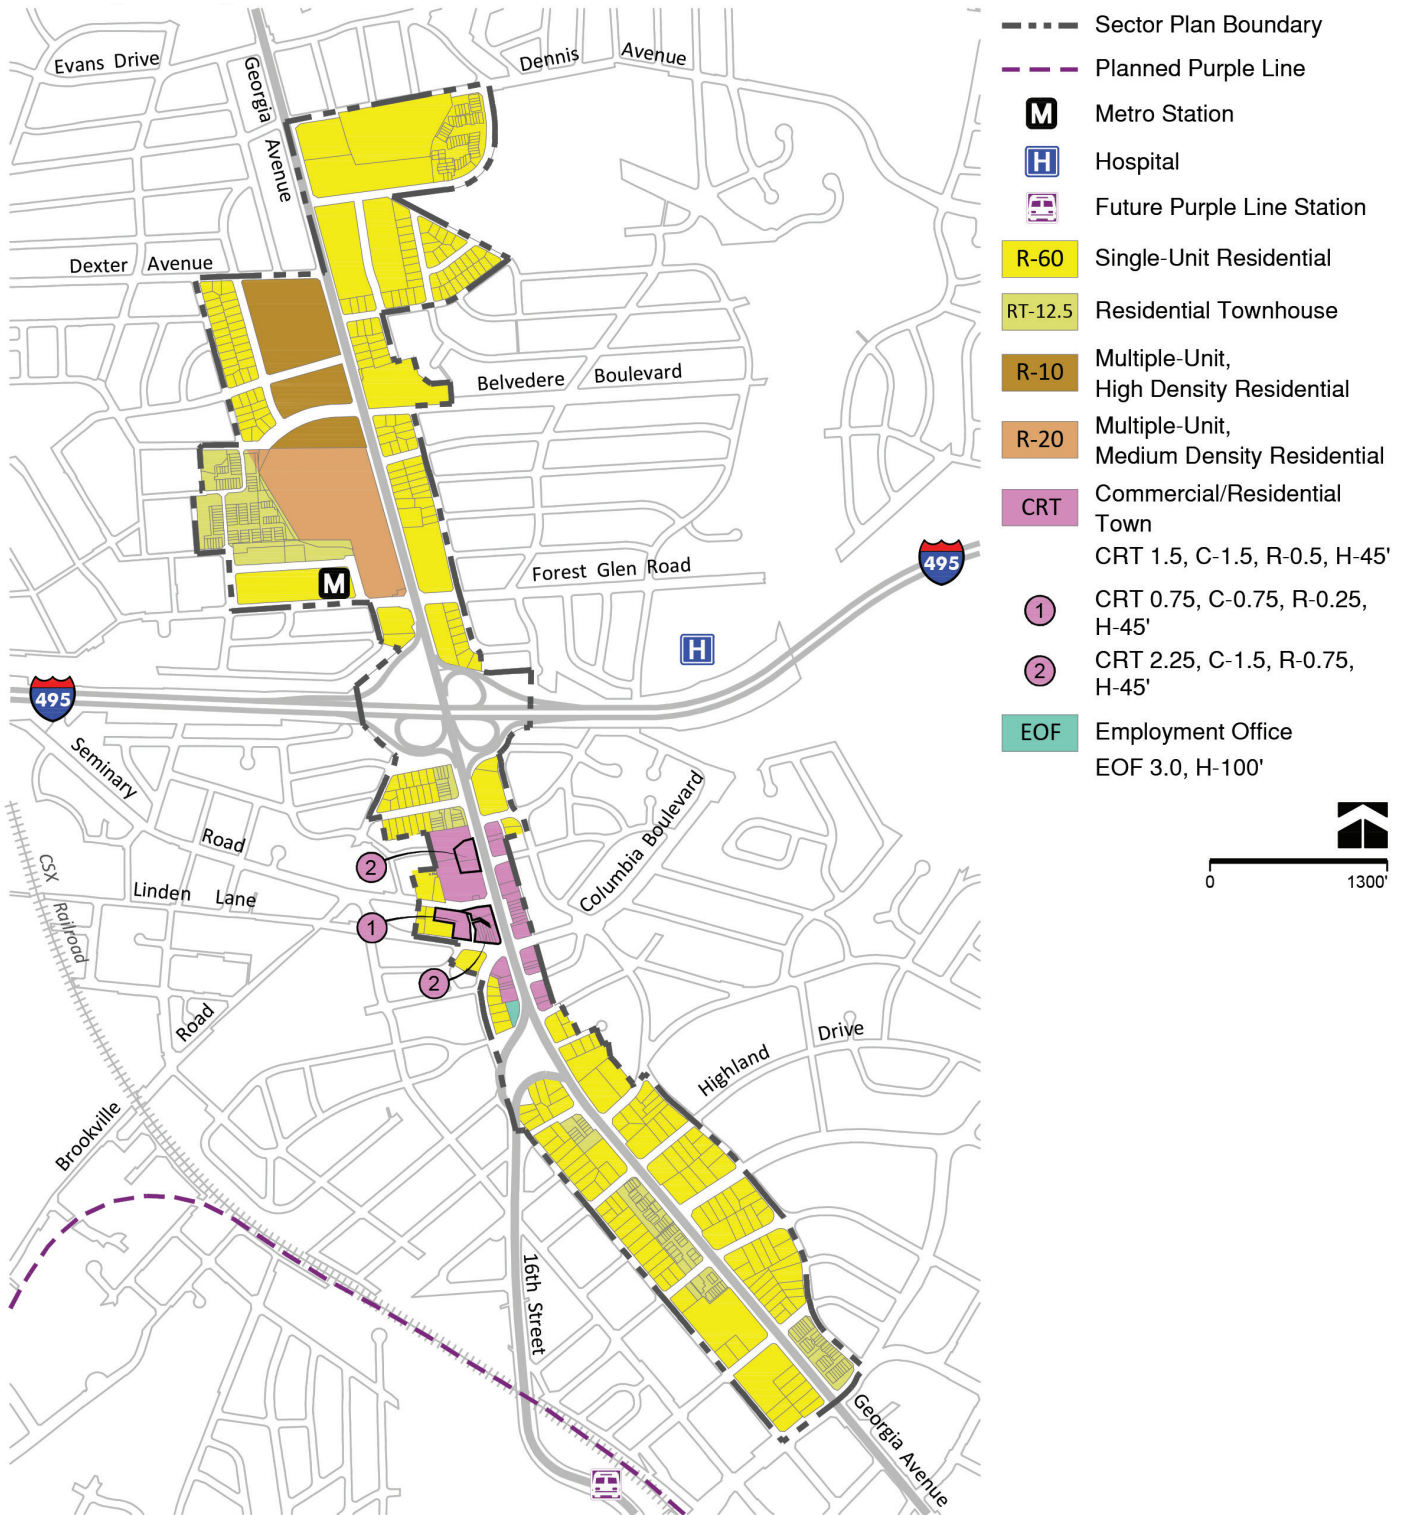 Evans Drive
Georgia
Avenue
Dennis Avenue
Dexter Avenue
Belvedere Boulevard
M
Forest Glen Road
495
H
495
Seminary
Road
Columbia Boulevard
CSX Railroad
Linden Lane
2
1
2
Road
Highland Drive
Brookville
16th Street
Georgia Avenue
Sector Plan Boundary
Planned Purple Line
M Metro Station
H Hospital
Future Purple Line Station
R-60 Single-Unit Residential
RT-12.5 Residential Townhouse
R-10 Multiple-Unit,
High Density Residential
R-20 Multiple-Unit,
Medium Density Residential
CRT Commercial/Residential
Town
CRT 1.5, C-1.5, R-0.5, H-45'
1 CRT 0.75, C-0.75, R-0.25,
H-45'
2 CRT 2.25, C-1.5, R-0.75,
H-45'
EOF Employment Office
EOF 3.0, H-100'
0 1300'